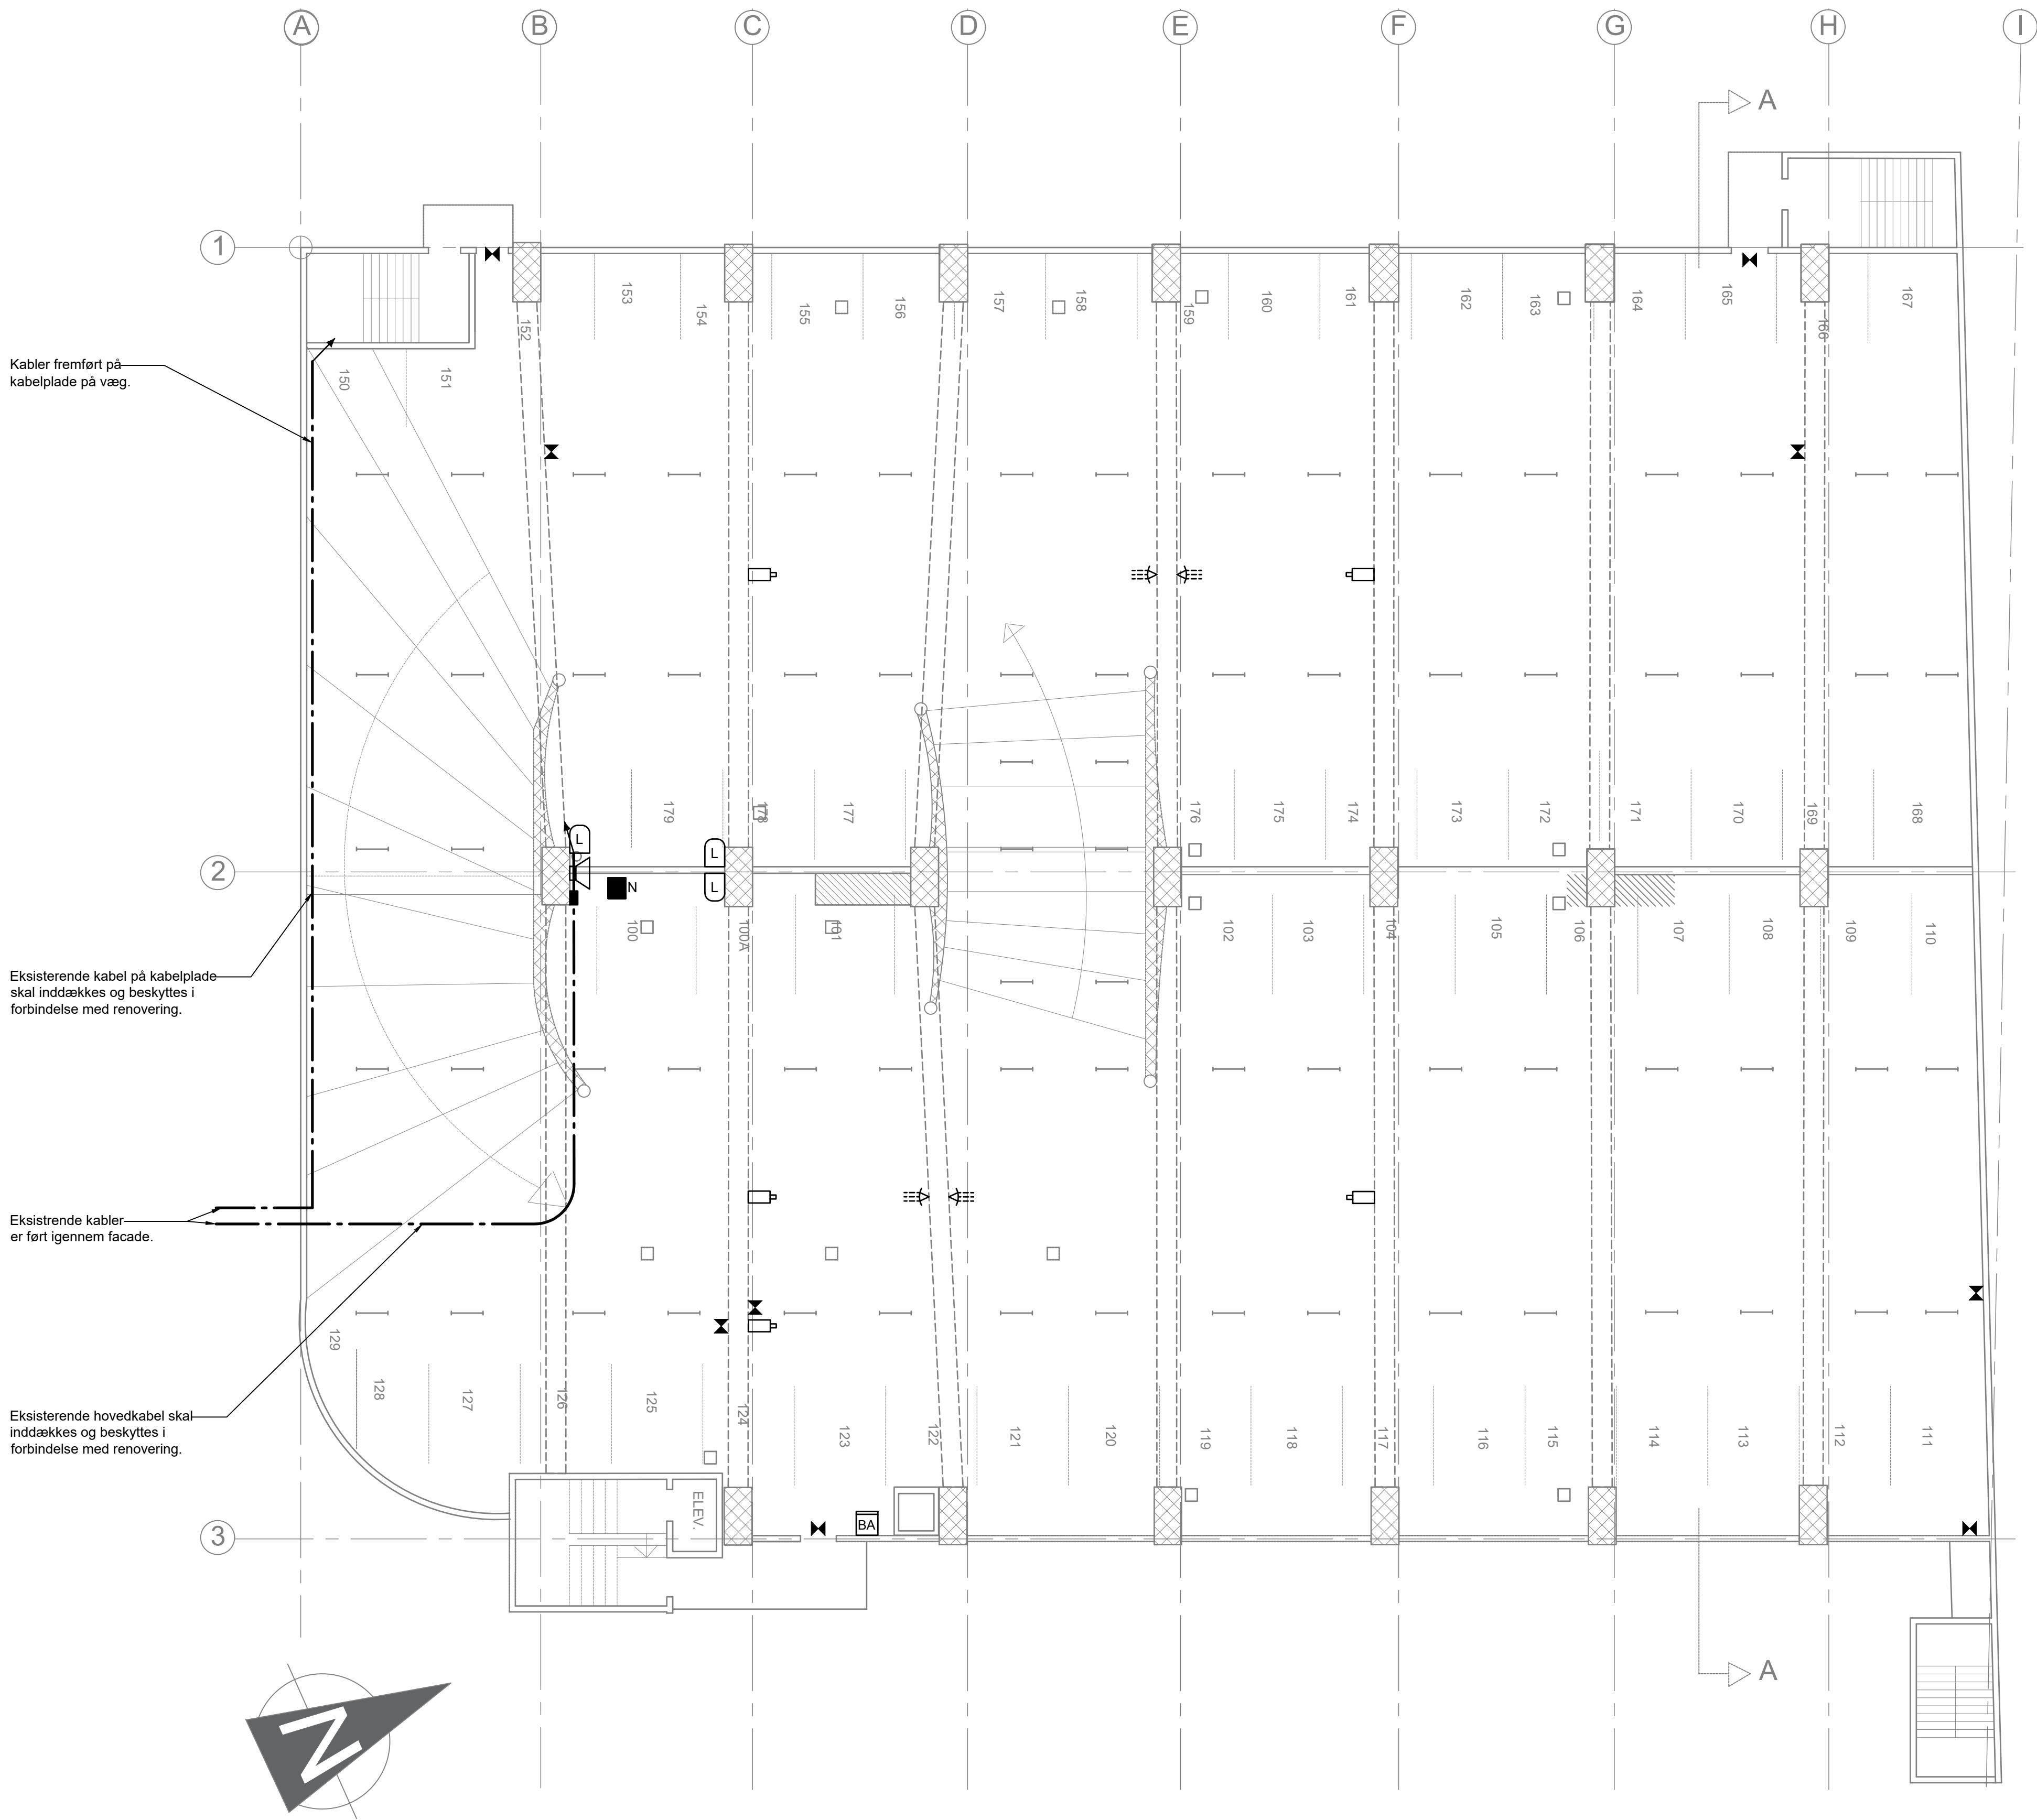 A
B
C
D
E
F
G
H
I
A
1
153
154
155
156
157
158
159
160
161
162
163
164
165
166
167
152
150
151
Kabler fremført på
kabelplade på væg.
179
178
177
176
175
174
173
172
171
170
169
168
L
L
2
L
N
100
100A
101
102
103
104
105
106
107
108
109
110
Eksisterende kabel på kabelplade
skal inddækkes og beskyttes i
forbindelse med renovering.
Eksistrende kabler
er ført igennem facade.
129
128
127
126
125
124
123
122
121
120
119
118
117
116
115
114
113
112
111
Eksisterende hovedkabel skal
inddækkes og beskyttes i
forbindelse med renovering.
ELEV.
BA
3
A
N